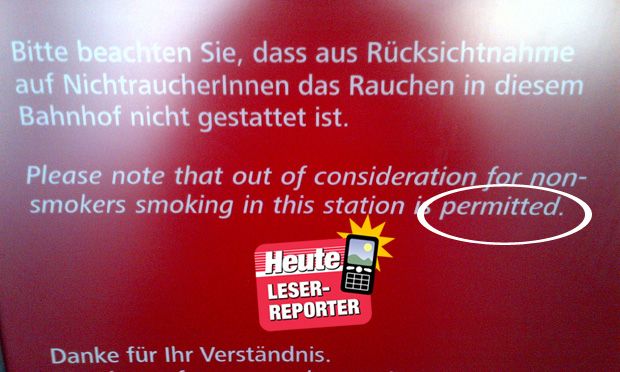 Bitte beachten Sie, dass aus Rücksichtnahme
auf NichtraucherInnen das Rauchen in diesem
Bahnhof nicht gestattet ist.
Please note that out of consideration for non-
smokers smoking in this station is permitted.
Heute
LESER-
REPORTER
Danke für Ihr Verständnis.